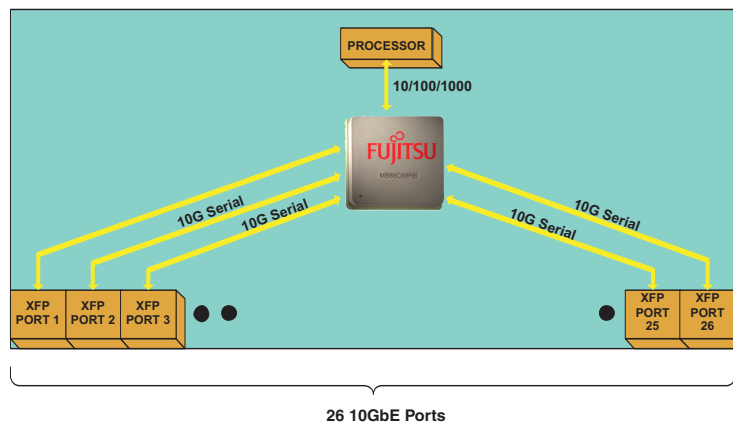 PROCESSOR
10/100/1000
FUJITSU
MB86C69RB
10G Serial
10G Serial
10G Serial
10G Serial
XFP
PORT 1
XFP
PORT 2
XFP
PORT 3
XFP
PORT
25
XFP
PORT
26
26 10GbE Ports